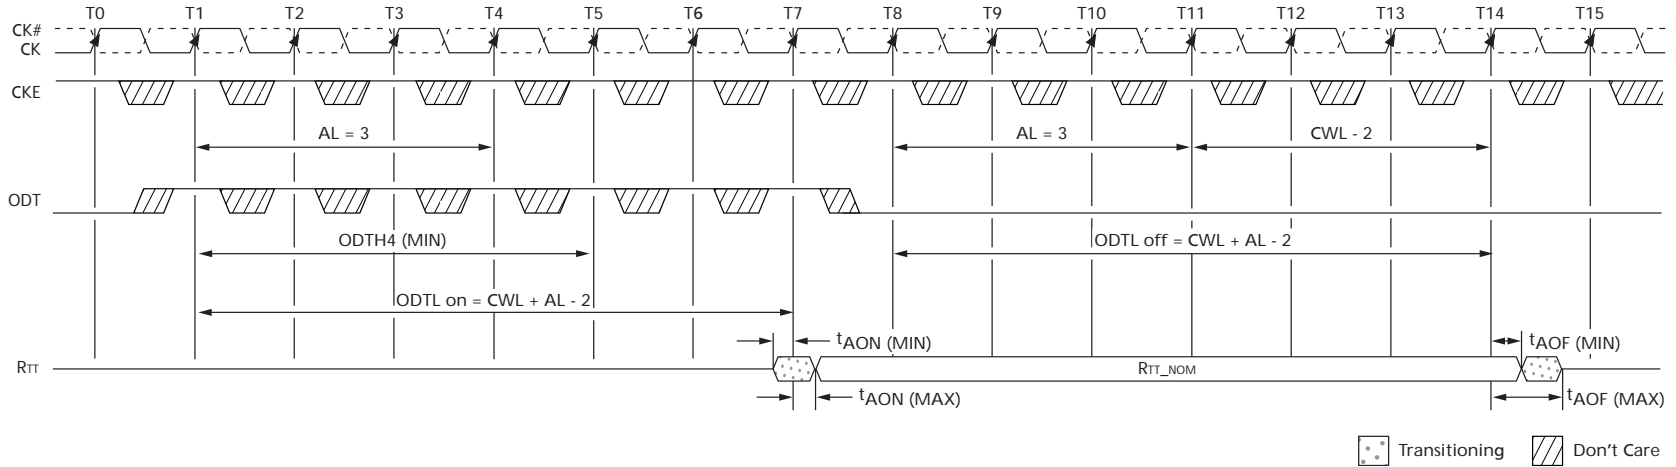 T0 T1 T2 T3 T4 T5 T6 T7 T8 T9 T10 T11 T12 T13 T14 T15
CK#
CK
CKE
AL = 3 AL = 3 CWL - 2
ODT
ODTH4 (MIN) ODTL off = CWL + AL - 2
ODTL on = CWL + AL - 2
tAON (MIN) tAOF (MIN)
RTT RTT_NOM
tAON (MAX) tAOF (MAX)
Transitioning Don't Care